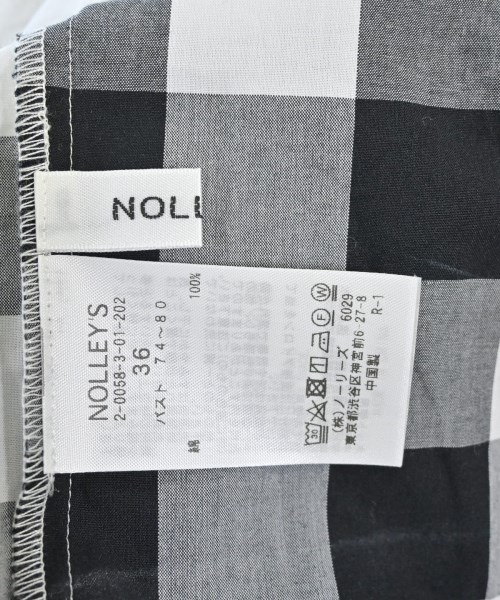 NOLL
NOLLEY'S
2-0058-3-01-202
36
バスト 74～80
綿 100%
30
(株)ノーリーズ 6029
東京都渋谷区神宮前6-27-8
中国製 R-1